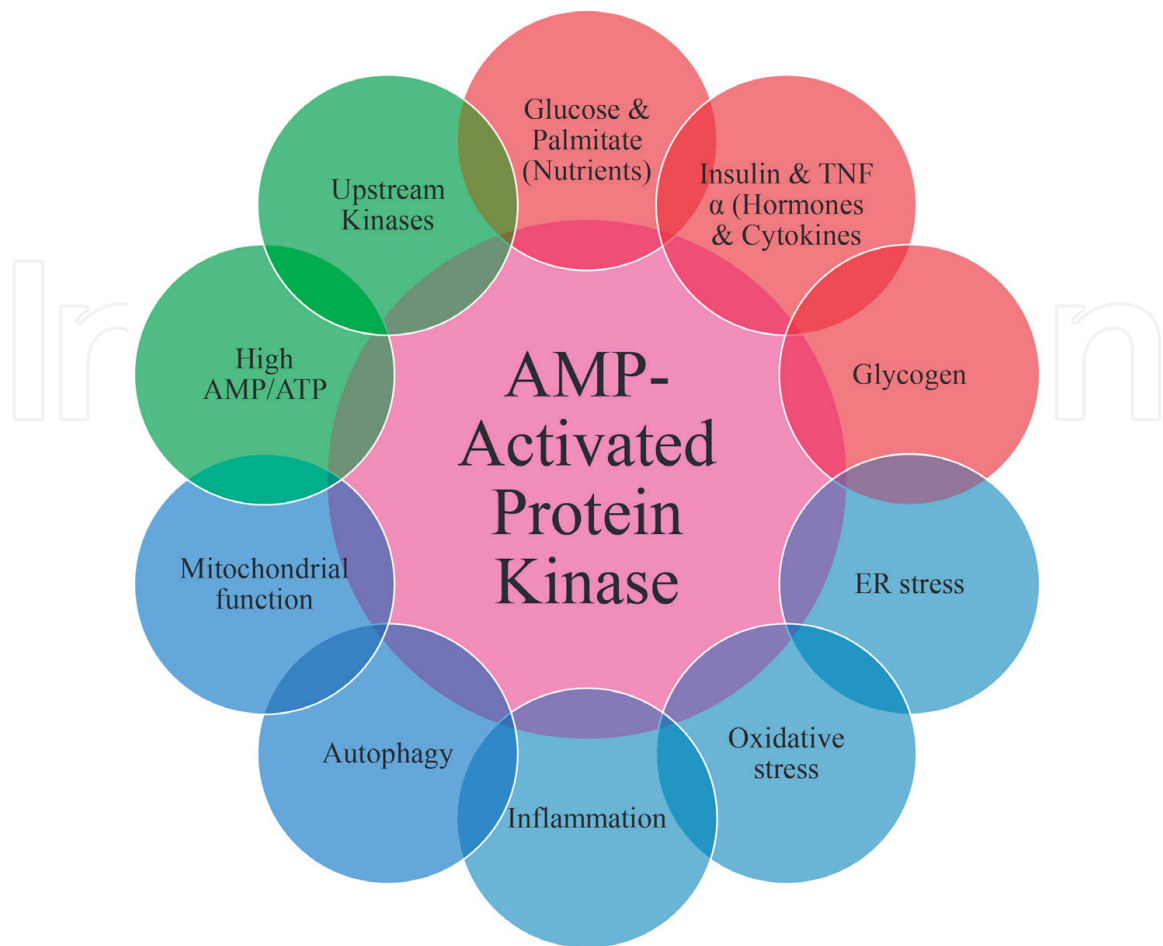 Glucose &
Palmitate
(Nutrients)
Insulin & TNF
α (Hormones
& Cytokines
Glycogen
ER stress
Oxidative
stress
Inflammation
Autophagy
Mitochondrial
function
High
AMP/ATP
Upstream
Kinases
AMP-
Activated
Protein
Kinase